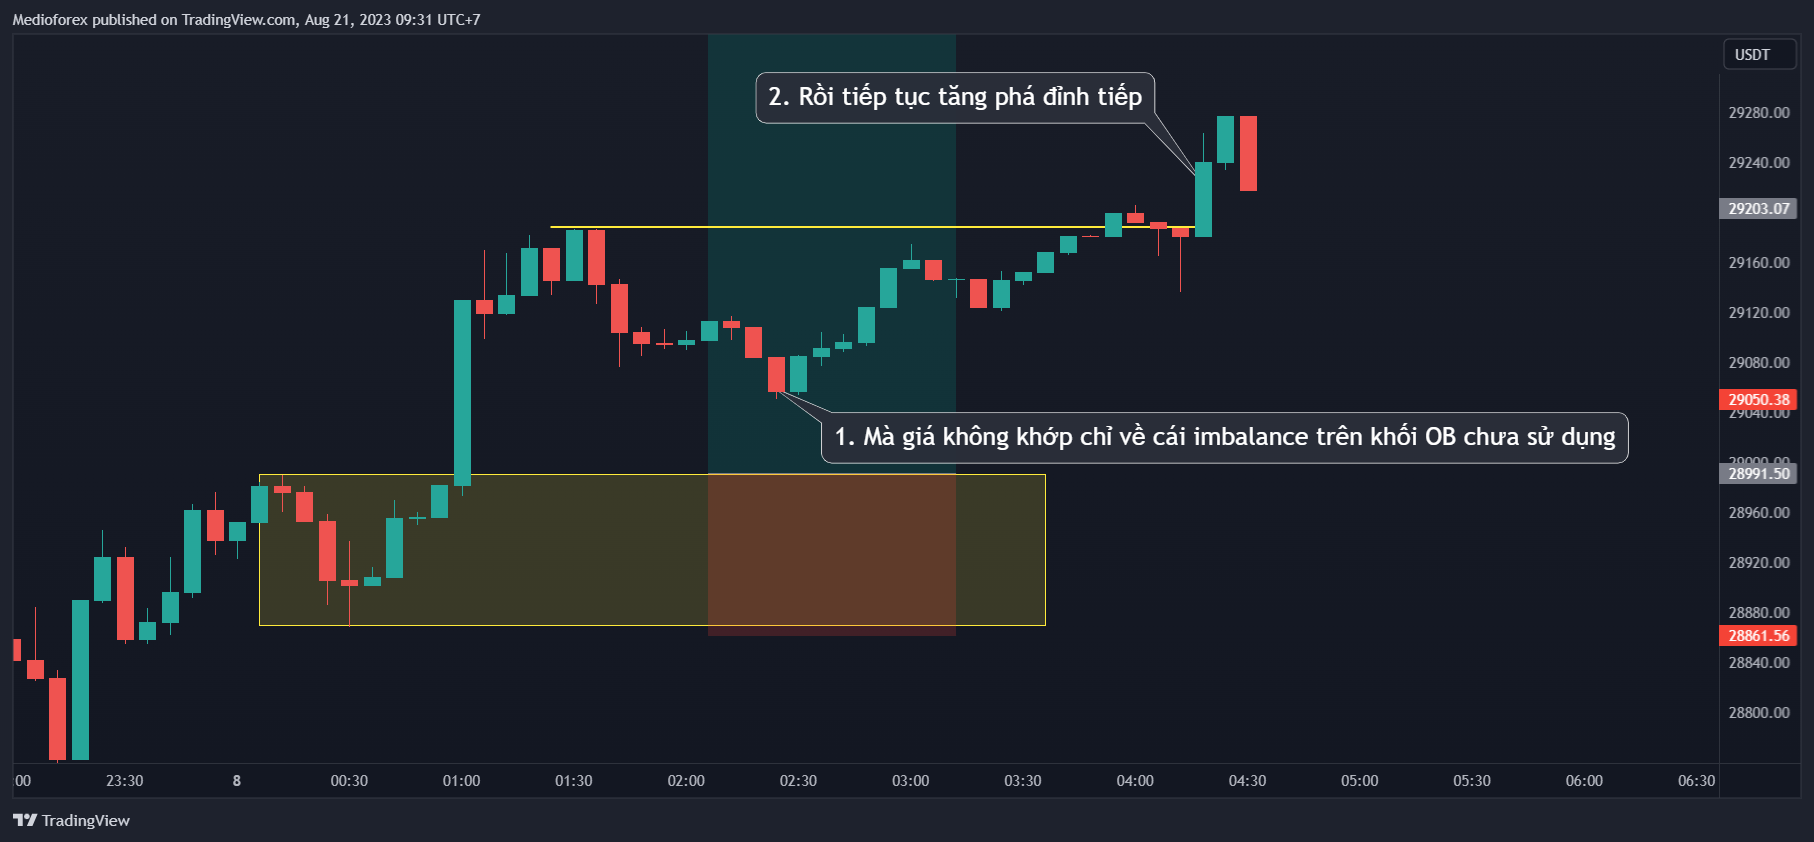 Medioforex published on TradingView.com, Aug 21, 2023 09:31 UTC+7
USDT
2. Rồi tiếp tục tăng phá đỉnh tiếp
29280.00
29240.00
29203.07
29160.00
29120.00
29080.00
29050.38
29040.00
1. Mà giá không khớp chỉ về cái imbalance trên khối OB chưa sử dụng
29000.00
28991.50
28960.00
28920.00
28880.00
28861.56
28840.00
28800.00
:00 23:30 8 00:30 01:00 01:30 02:00 02:30 03:00 03:30 04:00 04:30 05:00 05:30 06:00 06:30
TradingView